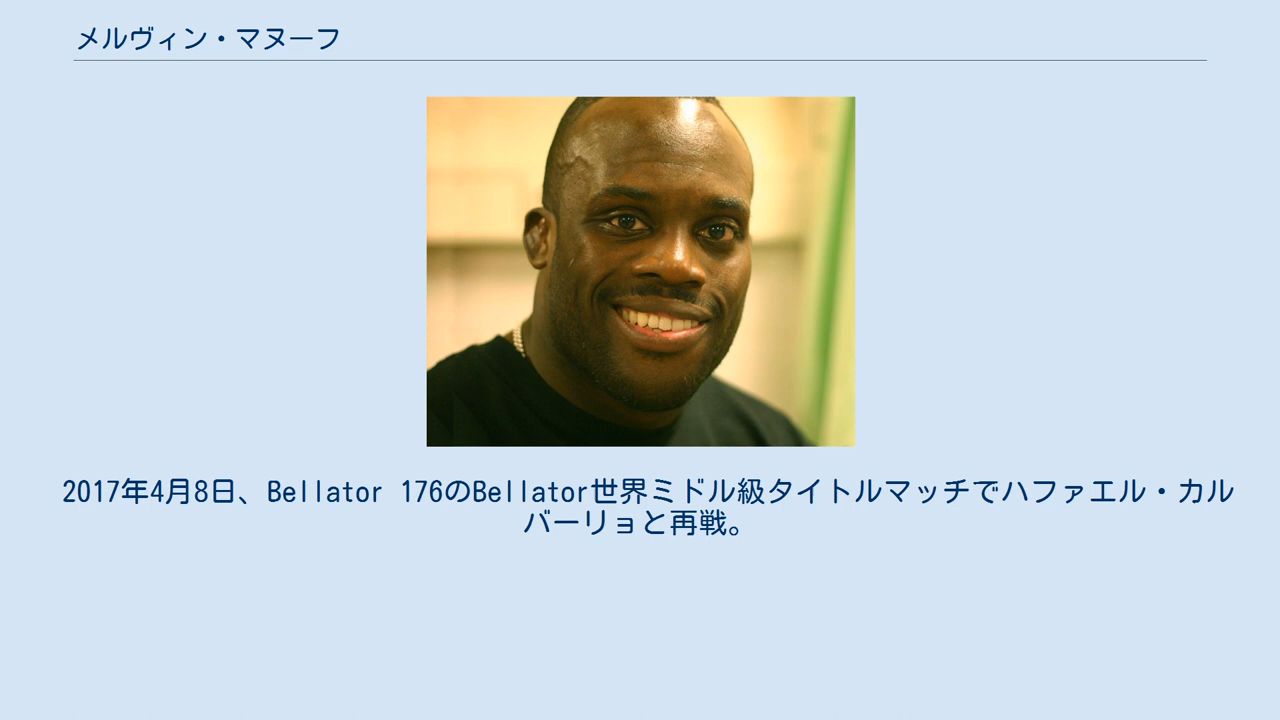 メルヴィン・マヌーフ
2017年4月8日、Bellator 176のBellator世界ミドル級タイトルマッチでハファエル・カル
バーリョと再戦。